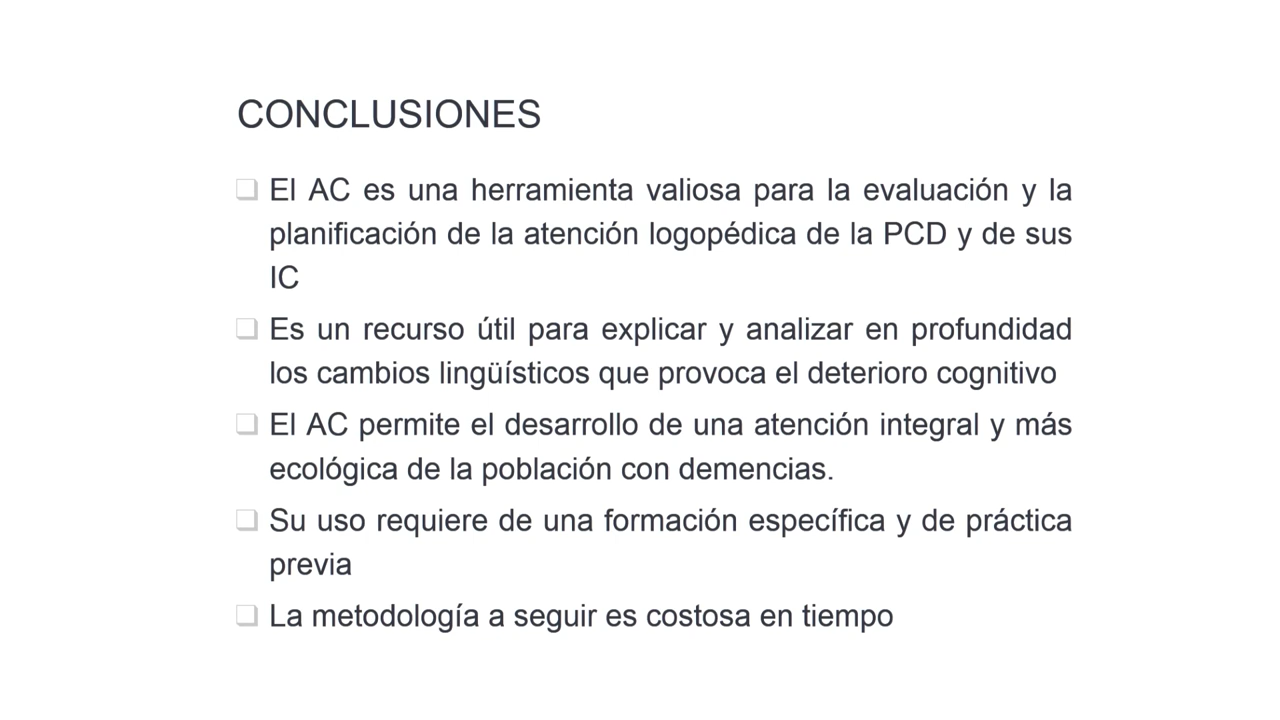 CONCLUSIONES
El AC es una herramienta valiosa para la evaluación y la
planificación de la atención logopédica de la PCD y de sus
IC
Es un recurso útil para explicar y analizar en profundidad
los cambios lingüísticos que provoca el deterioro cognitivo
El AC permite el desarrollo de una atención integral y más
ecológica de la población con demencias.
Su uso requiere de una formación específica y de práctica
previa
La metodología a seguir es costosa en tiempo